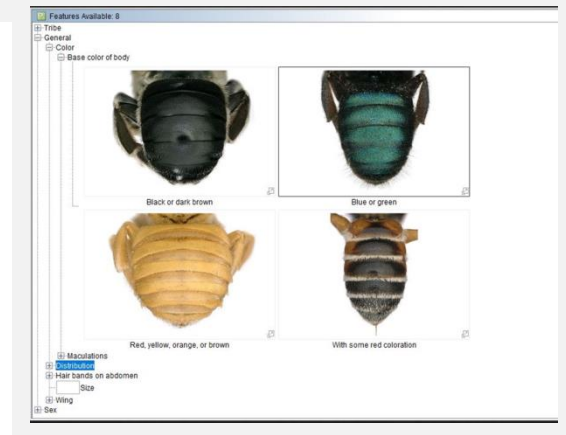 Features Available: 8
Tribe
General
Color
Base color of body
Black or dark brown
Blue or green
Red, yellow, orange, or brown
With some red coloration
Maculations
Distribution
Hair bands on abdomen
Size
Wing
Sex